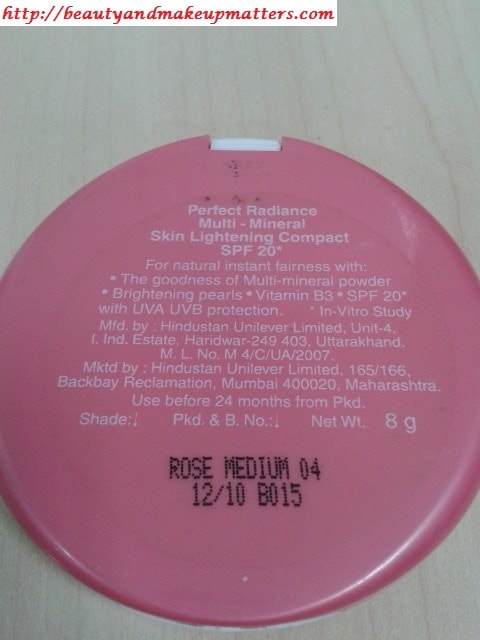 http://beautyandmakeupmatters.com
Perfect Radiance
Multi - Mineral
Skin Lightening Compact
SPF 20*
For natural instant fairness with:
• The goodness of Multi-mineral powder
• Brightening pearls • Vitamin B3 • SPF 20*
with UVA UVB protection. * In-Vitro Study
Mfd. by : Hindustan Unilever Limited, Unit-4,
I. Ind. Estate, Haridwar-249 403, Uttarakhand.
M. L. No. M 4/C/UA/2007.
Mktd by : Hindustan Unilever Limited, 165/166,
Backbay Reclamation, Mumbai 400020, Maharashtra.
Use before 24 months from Pkd.
Shade:↓ Pkd. & B. No.:↓ Net Wt. 8 g
ROSE MEDIUM 04
12/10 B015